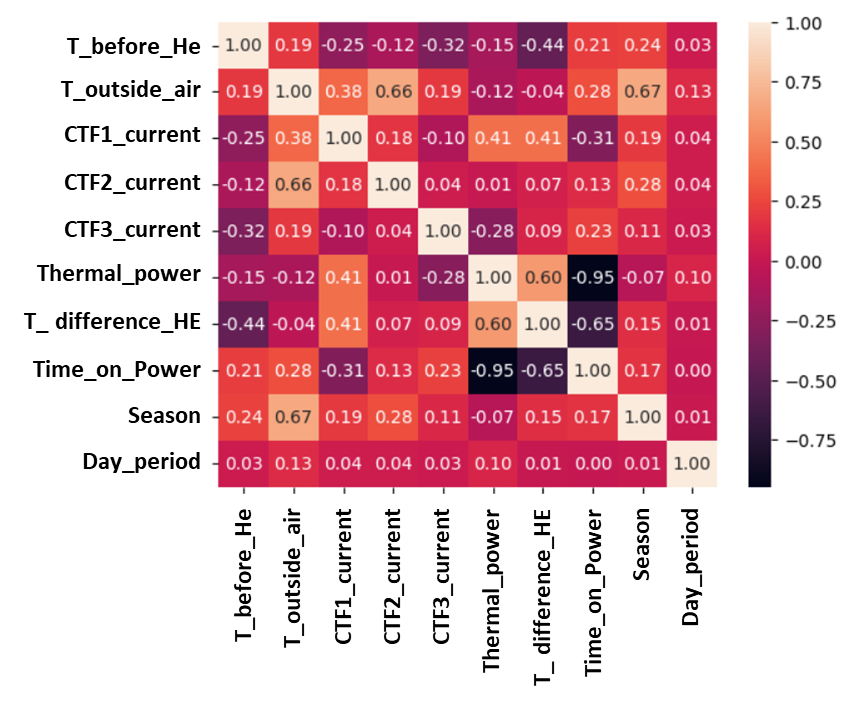 T_before_He 1.00 0.19 -0.25 -0.12 -0.32 -0.15 -0.44 0.21 0.24 0.03
T_outside_air 0.19 1.00 0.38 0.66 0.19 -0.12 -0.04 0.28 0.67 0.13
CTF1_current -0.25 0.38 1.00 0.18 -0.10 0.41 0.41 -0.31 0.19 0.04
CTF2_current -0.12 0.66 0.18 1.00 0.04 0.01 0.07 0.13 0.28 0.04
CTF3_current -0.32 0.19 -0.10 0.04 1.00 -0.28 0.09 0.23 0.11 0.03
Thermal_power -0.15 -0.12 0.41 0.01 -0.28 1.00 0.60 -0.95 -0.07 0.10
T_ difference_HE -0.44 -0.04 0.41 0.07 0.09 0.60 1.00 -0.65 0.15 0.01
Time_on_Power 0.21 0.28 -0.31 0.13 0.23 -0.95 -0.65 1.00 0.17 0.00
Season 0.24 0.67 0.19 0.28 0.11 -0.07 0.15 0.17 1.00 0.01
Day_period 0.03 0.13 0.04 0.04 0.03 0.10 0.01 0.00 0.01 1.00
T_before_He
T_outside_air
CTF1_current
CTF2_current
CTF3_current
Thermal_power
T_ difference_HE
Time_on_Power
Season
Day_period
1.00
0.75
0.50
0.25
0.00
−0.25
−0.50
−0.75